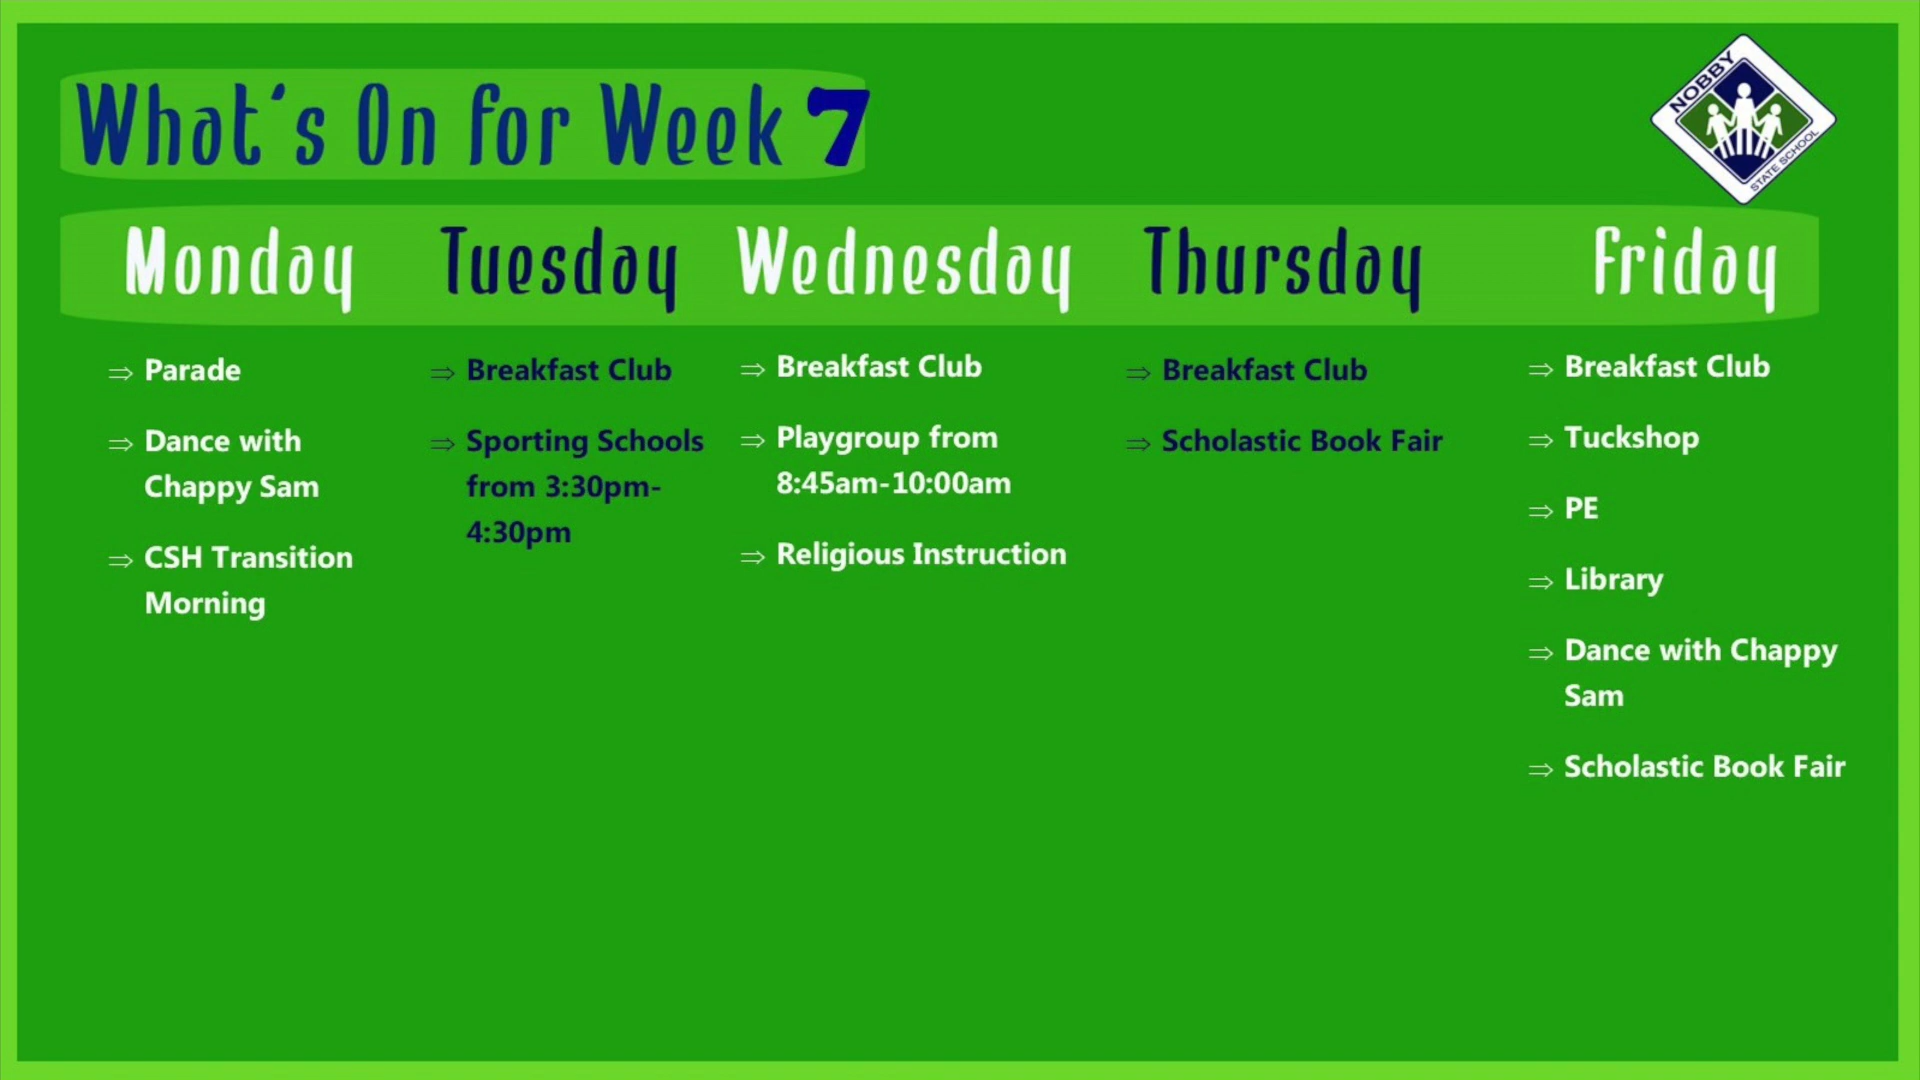 What's On for Week 7
NOBBY
STATE SCHOOL
Monday
Tuesday
Wednesday
Thursday
Friday
⇒ Parade
⇒ Dance with
Chappy Sam
⇒ CSH Transition
Morning
⇒ Breakfast Club
⇒ Sporting Schools
from 3:30pm-
4:30pm
⇒ Breakfast Club
⇒ Playgroup from
8:45am-10:00am
⇒ Religious Instruction
⇒ Breakfast Club
⇒ Scholastic Book Fair
⇒ Breakfast Club
⇒ Tuckshop
⇒ PE
⇒ Library
⇒ Dance with Chappy
Sam
⇒ Scholastic Book Fair